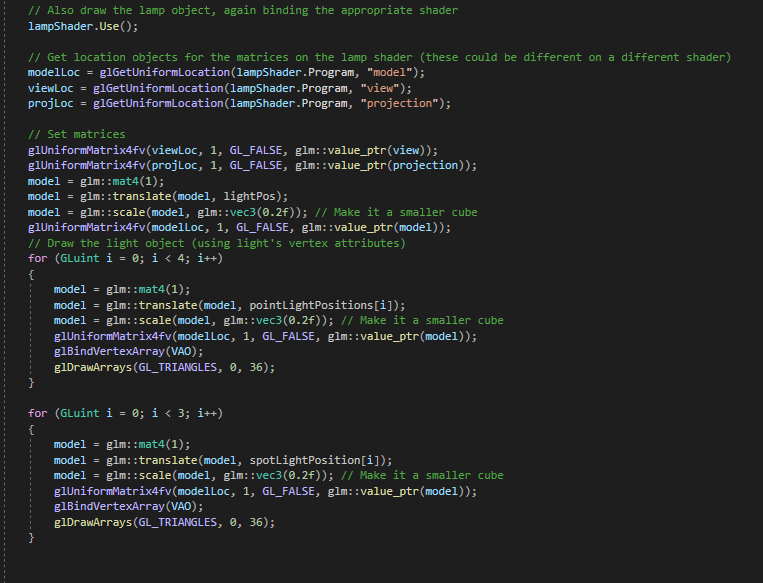 // Also draw the lamp object, again binding the appropriate shader
lampShader.Use();
// Get location objects for the matrices on the lamp shader (these could be different on a different shader)
modelLoc = glGetUniformLocation(lampShader.Program, "model");
viewLoc = glGetUniformLocation(lampShader.Program, "view");
projLoc = glGetUniformLocation(lampShader.Program, "projection");
// Set matrices
glUniformMatrix4fv(viewLoc, 1, GL_FALSE, glm::value_ptr(view));
glUniformMatrix4fv(projLoc, 1, GL_FALSE, glm::value_ptr(projection));
model = glm::mat4(1);
model = glm::translate(model, lightPos);
model = glm::scale(model, glm::vec3(0.2f)); // Make it a smaller cube
glUniformMatrix4fv(modelLoc, 1, GL_FALSE, glm::value_ptr(model));
// Draw the light object (using light's vertex attributes)
for (GLuint i = 0; i < 4; i++)
{
    model = glm::mat4(1);
    model = glm::translate(model, pointLightPositions[i]);
    model = glm::scale(model, glm::vec3(0.2f)); // Make it a smaller cube
    glUniformMatrix4fv(modelLoc, 1, GL_FALSE, glm::value_ptr(model));
    glBindVertexArray(VAO);
    glDrawArrays(GL_TRIANGLES, 0, 36);
}
for (GLuint i = 0; i < 3; i++)
{
    model = glm::mat4(1);
    model = glm::translate(model, spotLightPosition[i]);
    model = glm::scale(model, glm::vec3(0.2f)); // Make it a smaller cube
    glUniformMatrix4fv(modelLoc, 1, GL_FALSE, glm::value_ptr(model));
    glBindVertexArray(VAO);
    glDrawArrays(GL_TRIANGLES, 0, 36);
}